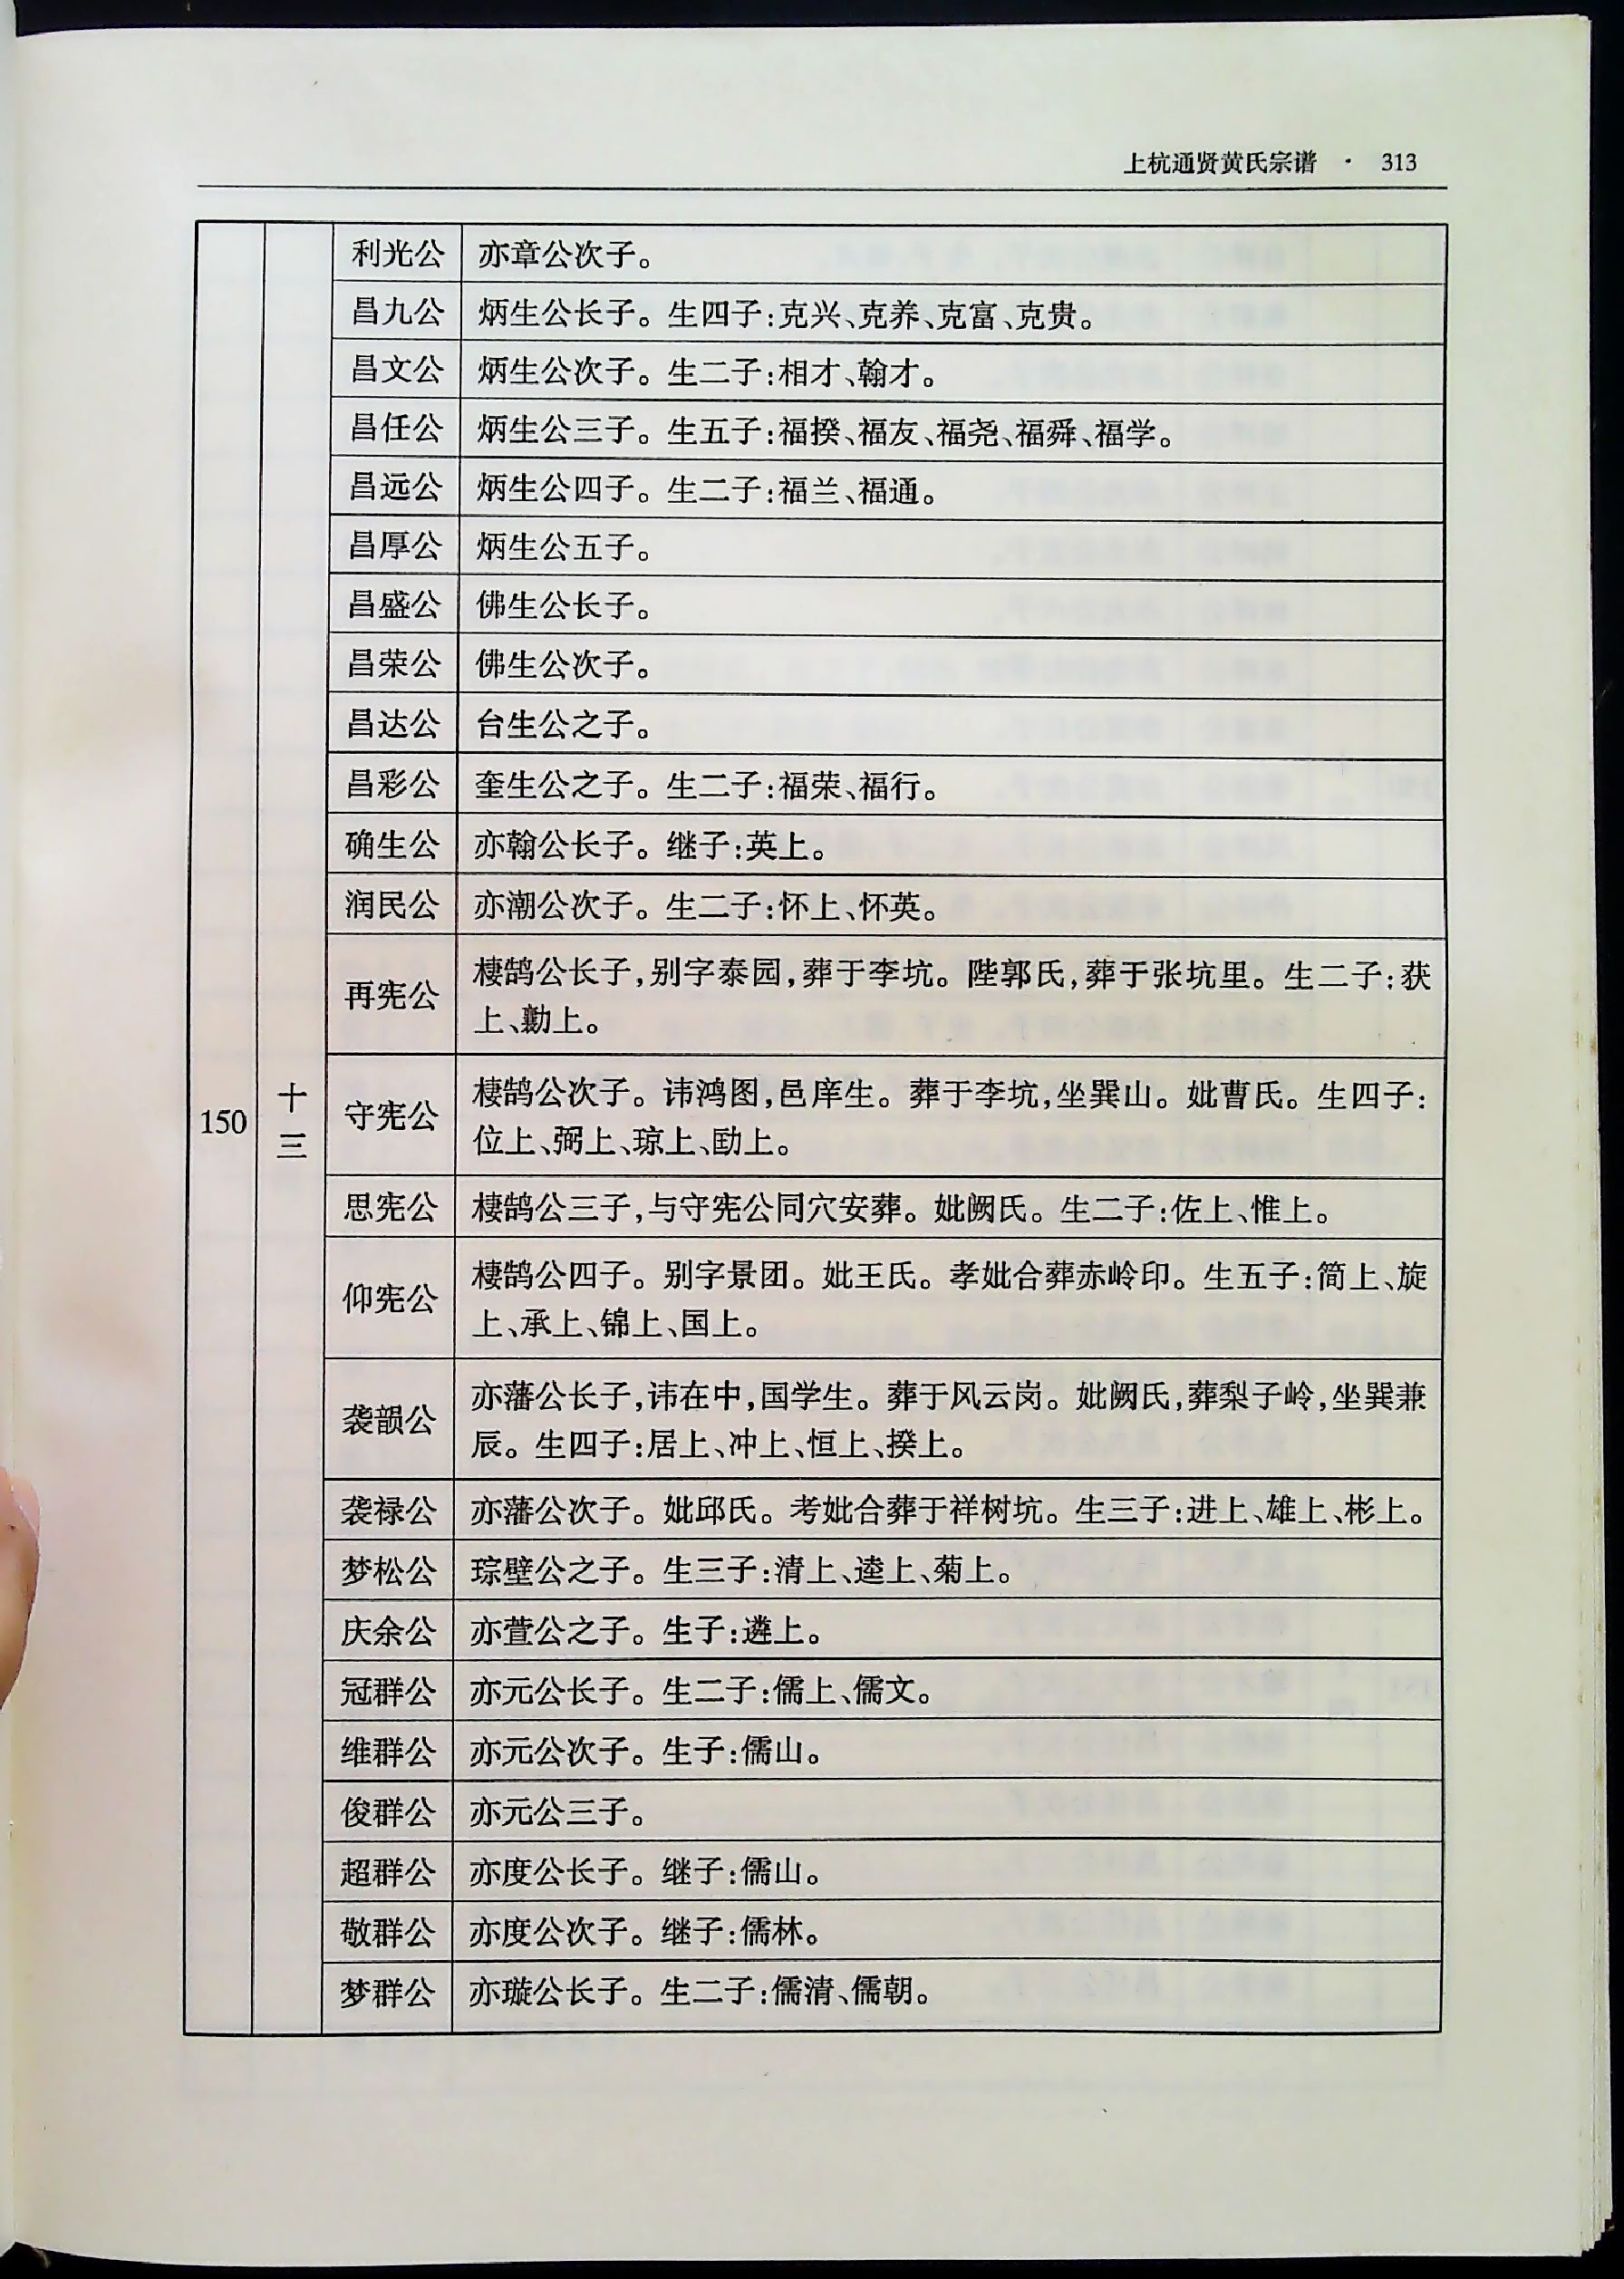 上杭通贤黄氏宗谱 · 313
利光公 亦章公次子。
昌九公 炳生公长子。生四子:克兴、克养、克富、克贵。
昌文公 炳生公次子。生二子:相才、翰才。
昌任公 炳生公三子。生五子:福揆、福友、福尧、福舜、福学。
昌远公 炳生公四子。生二子:福兰、福通。
昌厚公 炳生公五子。
昌盛公 佛生公长子。
昌荣公 佛生公次子。
昌达公 台生公之子。
昌彩公 奎生公之子。生二子:福荣、福行。
确生公 亦翰公长子。继子:英上。
润民公 亦潮公次子。生二子:怀上、怀英。
再宪公 棲鹄公长子,别字泰园,葬于李坑。陛郭氏,葬于张坑里。生二子:获
上、勷上。
150 十三 守宪公 棲鹄公次子。讳鸿图,邑庠生。葬于李坑,坐巽山。妣曹氏。生四子:
位上、弼上、琼上、劻上。
思宪公 棲鹄公三子,与守宪公同穴安葬。妣阙氏。生二子:佐上、惟上。
仰宪公 棲鹄公四子。别字景团。妣王氏。孝妣合葬赤岭印。生五子:简上、旋
上、承上、锦上、国上。
袭韻公 亦藩公长子,讳在中,国学生。葬于风云岗。妣阙氏,葬梨子岭,坐巽兼
辰。生四子:居上、冲上、恒上、揆上。
袭禄公 亦藩公次子。妣邱氏。考妣合葬于祥树坑。生三子:进上、雄上、彬上。
梦松公 琮壁公之子。生三子:清上、逵上、菊上。
庆余公 亦萱公之子。生子:遴上。
冠群公 亦元公长子。生二子:儒上、儒文。
维群公 亦元公次子。生子:儒山。
俊群公 亦元公三子。
超群公 亦度公长子。继子:儒山。
敬群公 亦度公次子。继子:儒林。
梦群公 亦璇公长子。生二子:儒清、儒朝。